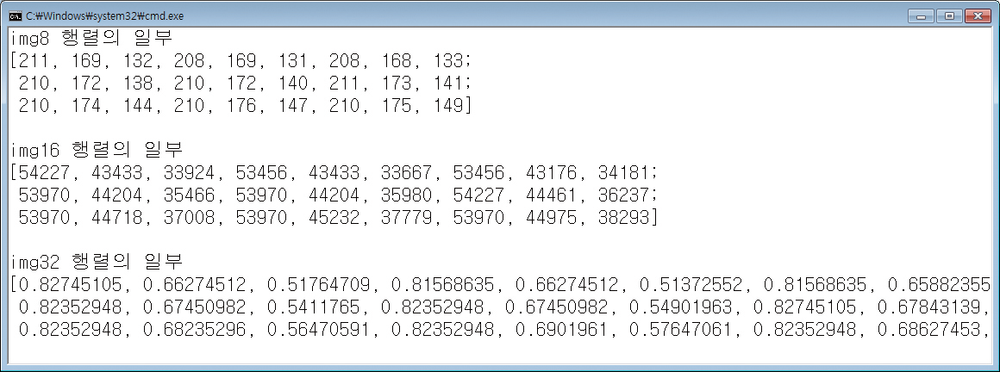 C:₩Windows₩system32₩cmd.exe
img8 행렬의 일부
[211, 169, 132, 208, 169, 131, 208, 168, 133;
210, 172, 138, 210, 172, 140, 211, 173, 141;
210, 174, 144, 210, 176, 147, 210, 175, 149]
img16 행렬의 일부
[54227, 43433, 33924, 53456, 43433, 33667, 53456, 43176, 34181;
53970, 44204, 35466, 53970, 44204, 35980, 54227, 44461, 36237;
53970, 44718, 37008, 53970, 45232, 37779, 53970, 44975, 38293]
img32 행렬의 일부
[0.82745105, 0.66274512, 0.51764709, 0.81568635, 0.66274512, 0.51372552, 0.81568635, 0.65882355
0.82352948, 0.67450982, 0.5411765, 0.82352948, 0.67450982, 0.54901963, 0.82745105, 0.67843139,
0.82352948, 0.68235296, 0.56470591, 0.82352948, 0.6901961, 0.57647061, 0.82352948, 0.68627453,